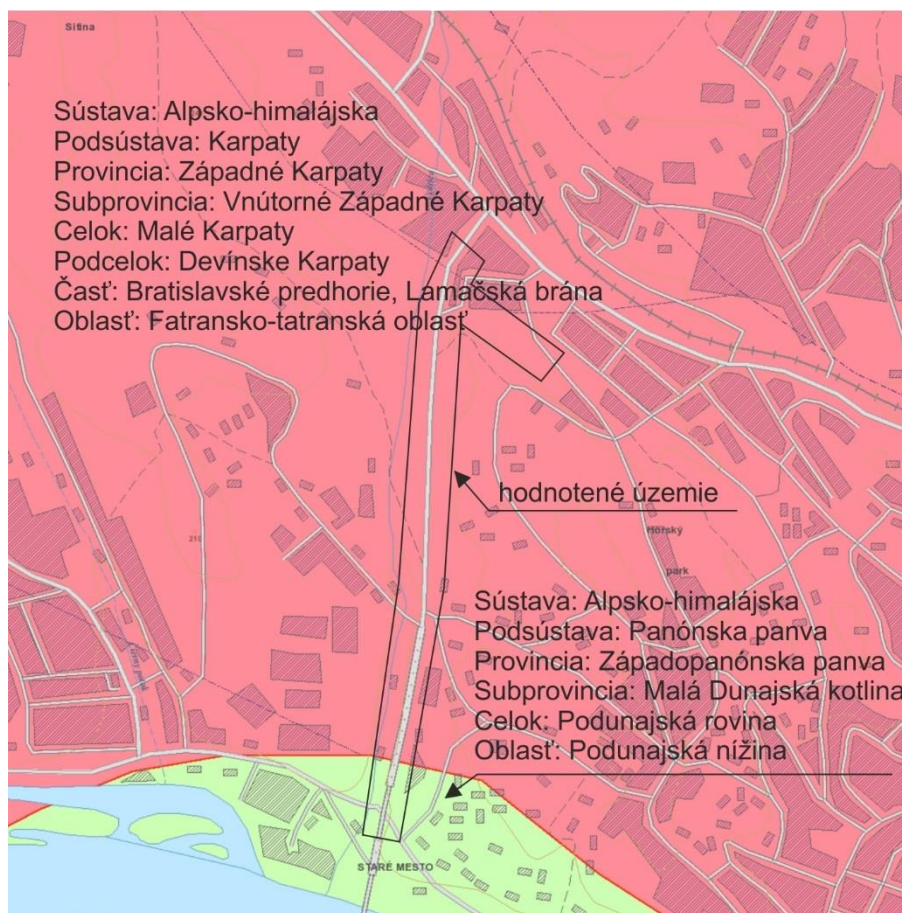 Sitina
Sústava: Alpsko-himalájska
Podsústava: Karpaty
Provincia: Západné Karpaty
Subprovincia: Vnútorné Západné Karpaty
Celok: Malé Karpaty
Podcelok: Devínske Karpaty
Časť: Bratislavské predhorie, Lamačská brána
Oblasť: Fatransko-tatranská oblasť
hodnotené územie
Horský
park
210
Sústava: Alpsko-himalájska
Podsústava: Panónska panva
Provincia: Západopanónska panva
Subprovincia: Malá Dunajská kotlina
Celok: Podunajská rovina
Oblasť: Podunajská nížina
STARÉ MESTO